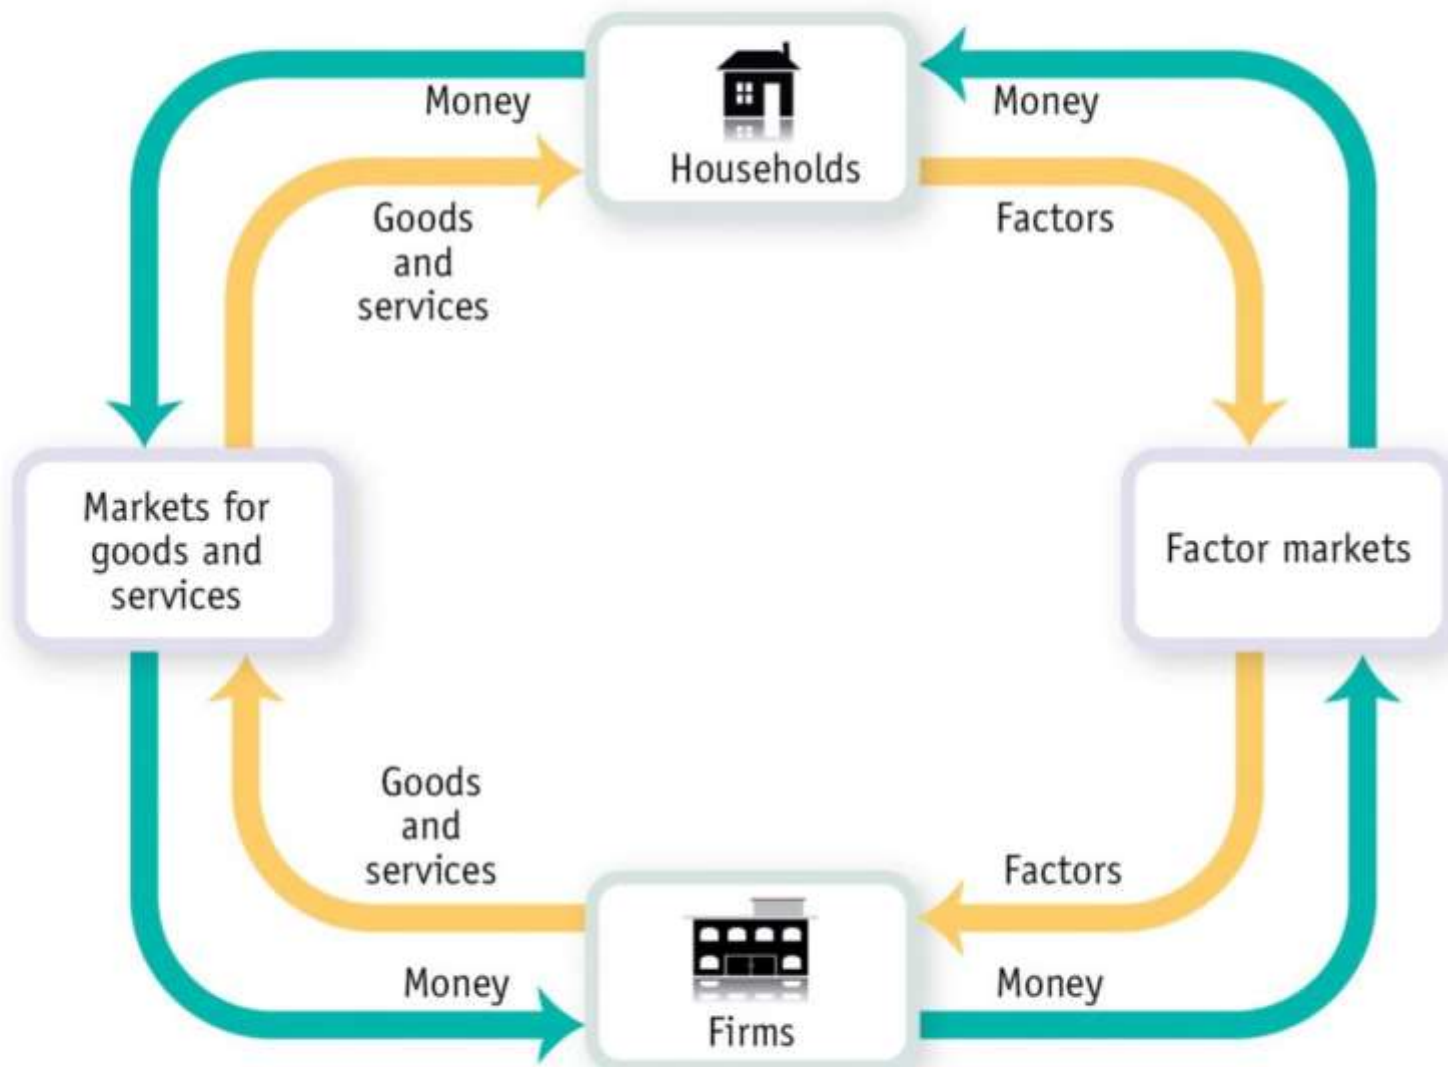 Money
Money
Households
Goods
and
services
Factors
Markets for
goods and
services
Factor markets
Goods
and
services
Factors
Money
Money
Firms